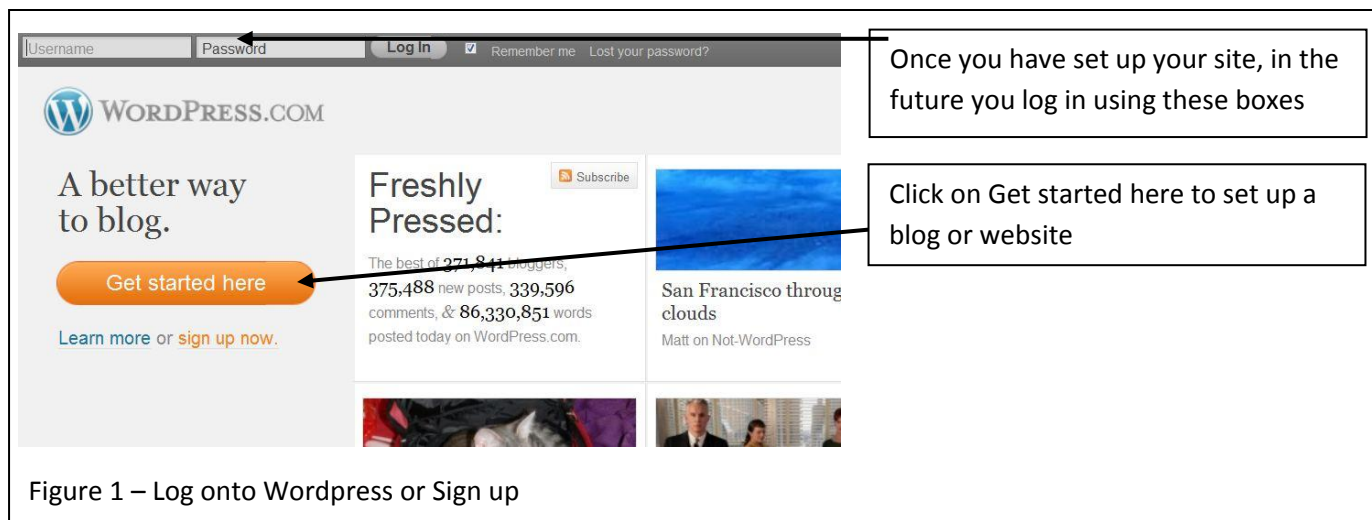 Username Password Log In Remember me Lost your password?
WORDPRESS.COM
A better way
to blog.
Get started here
Learn more or sign up now.
Freshly
Pressed:
Subscribe
The best of 371,841 bloggers,
375,488 new posts, 339,596
comments, & 86,330,851 words
posted today on WordPress.com.
San Francisco throug
clouds
Matt on Not-WordPress
Once you have set up your site, in the
future you log in using these boxes
Click on Get started here to set up a
blog or website
Figure 1 – Log onto Wordpress or Sign up